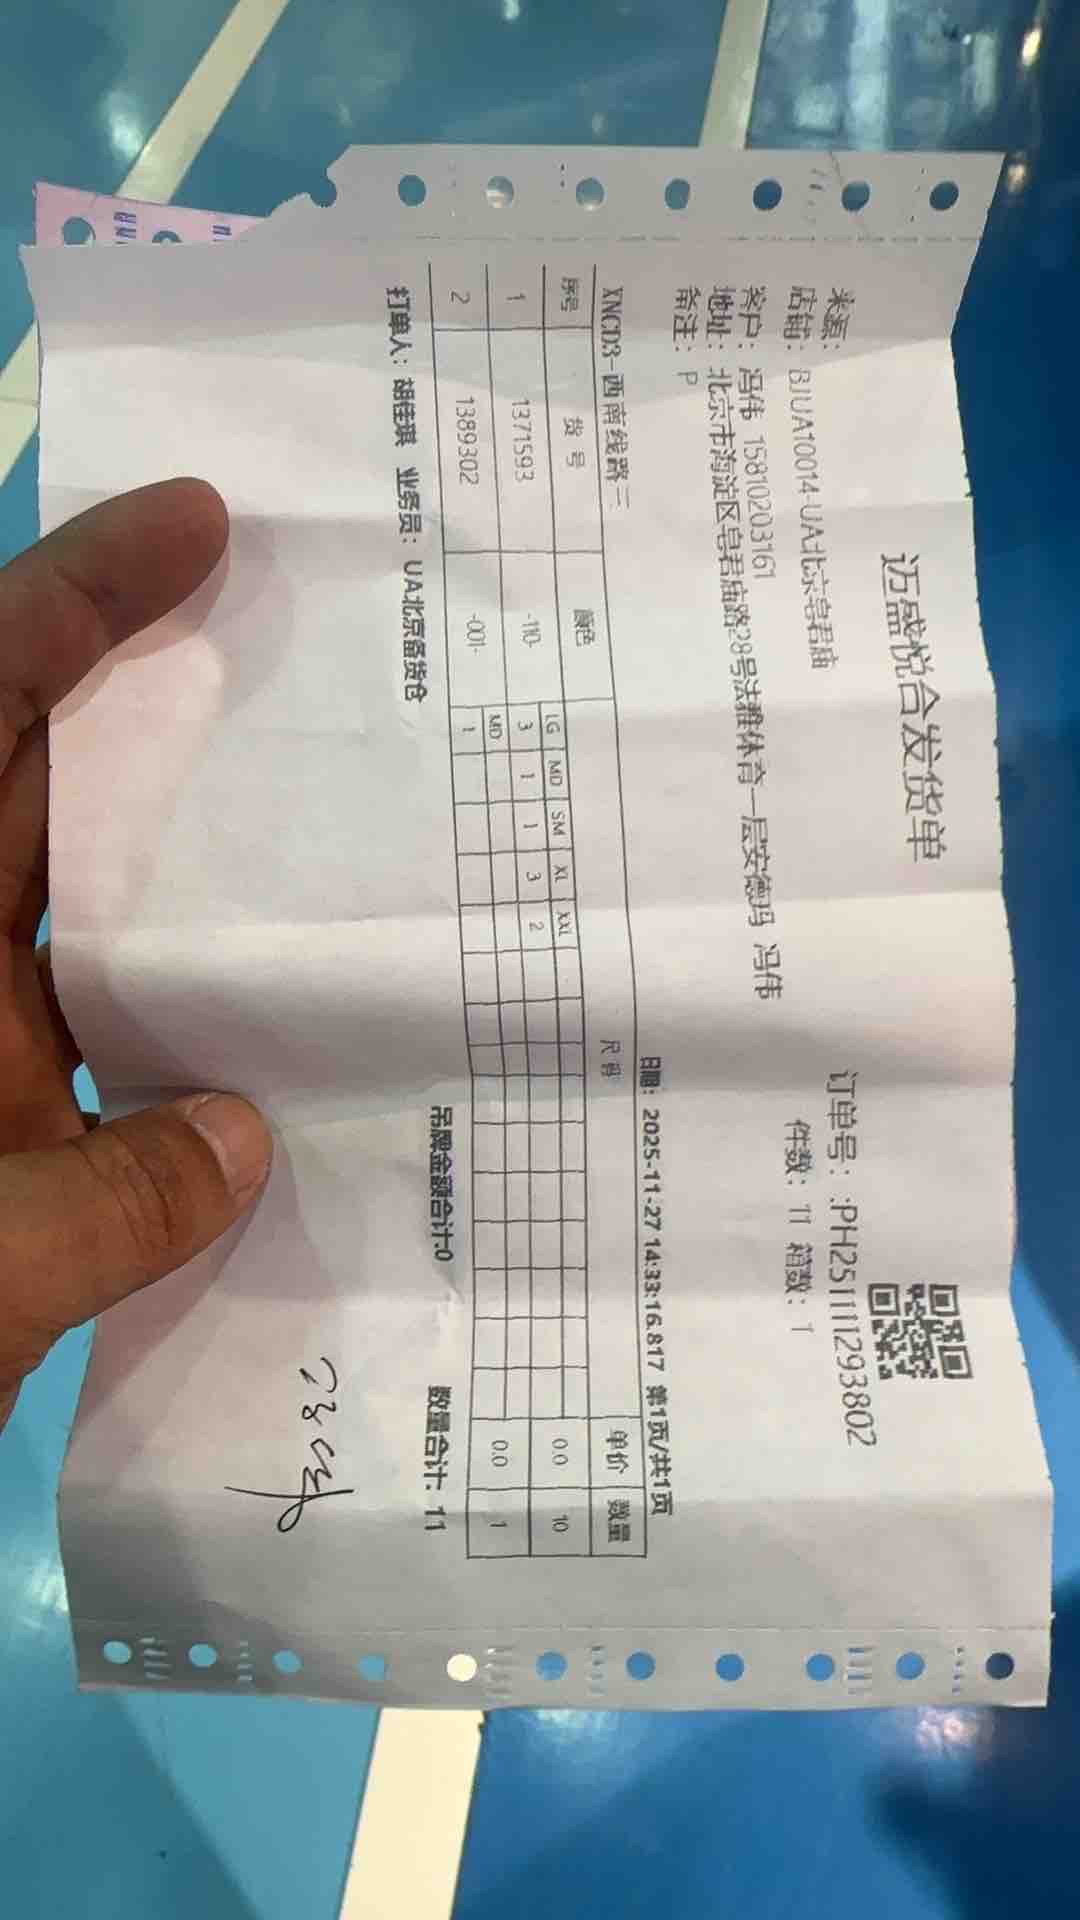 迈盛悦合发货单
来源：
订单号：:PH251111293802
店铺：BJUA10014-UA北京皂君庙
件数：11 箱数：1
客户：冯伟 15810203161
地址：北京市海淀区皂君庙路28号法雅体育一层安德玛 冯伟
备注：P
XNCD3-西南线路三
日期：2025-11-27 14:33:16.817 第1页/共1页
序号 货号 颜色 尺码 单价 数量
LG MD SM XL XXL
1 1371593 -110- 3 1 1 3 2 0.0 10
MD
2 1389302 -001- 1 0.0 1
打单人：胡佳琪 业务员：UA北京备货仓 吊牌金额合计:0 数量合计：11